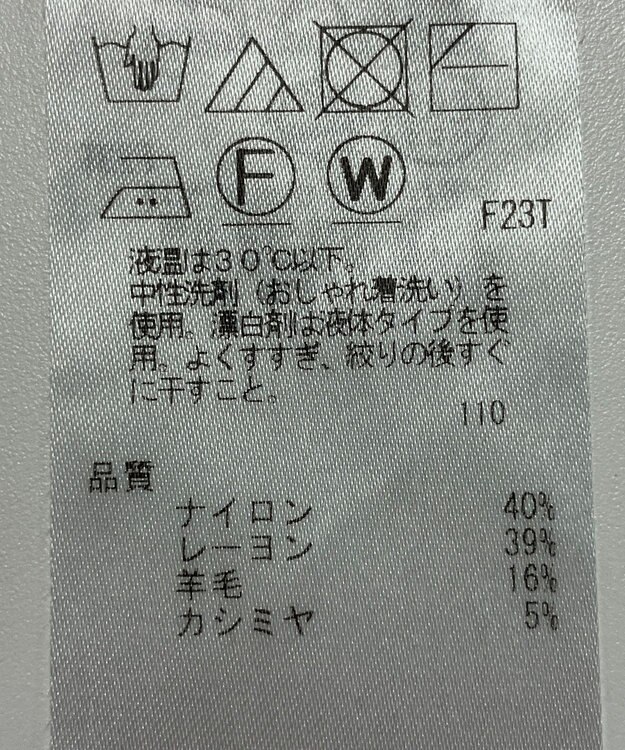 F W
F23T
液温は30℃以下。
中性洗剤(おしゃれ着洗い)を
使用。漂白剤は液体タイプを使
用。よくすすぎ、絞りの後すぐ
に干すこと。
110
品質
ナイロン 40%
レーヨン 39%
羊毛 16%
カシミヤ 5%